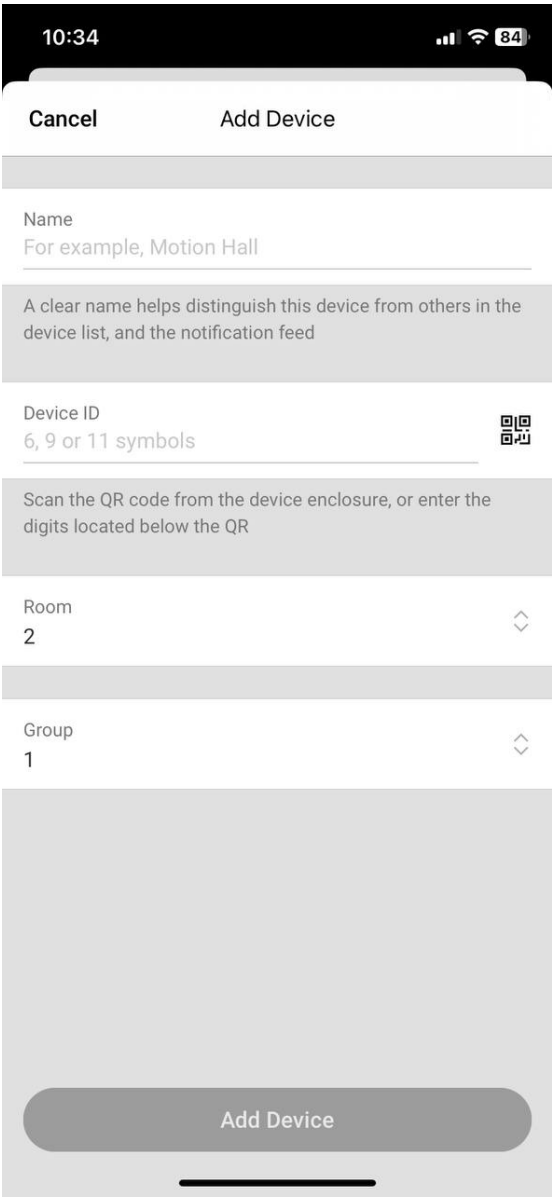 10:34
84
Cancel
Add Device
Name
For example, Motion Hall
A clear name helps distinguish this device from others in the
device list, and the notification feed
Device ID
6, 9 or 11 symbols
Scan the QR code from the device enclosure, or enter the
digits located below the QR
Room
2
Group
1
Add Device